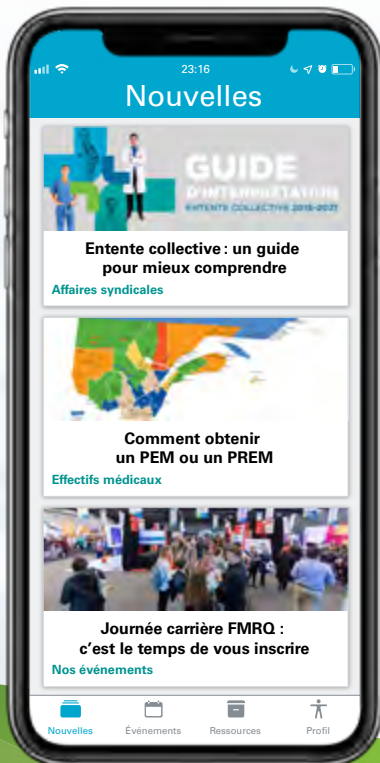 23:16
Nouvelles
GUIDE
D'INTERPRÉTATION
ENTENTE COLLECTIVE 2015-2021
Entente collective : un guide
pour mieux comprendre
Affaires syndicales
Comment obtenir
un PEM ou un PREM
Effectifs médicaux
Journée carrière FMRQ :
c'est le temps de vous inscrire
Nos événements
Nouvelles Événements Ressources Profil